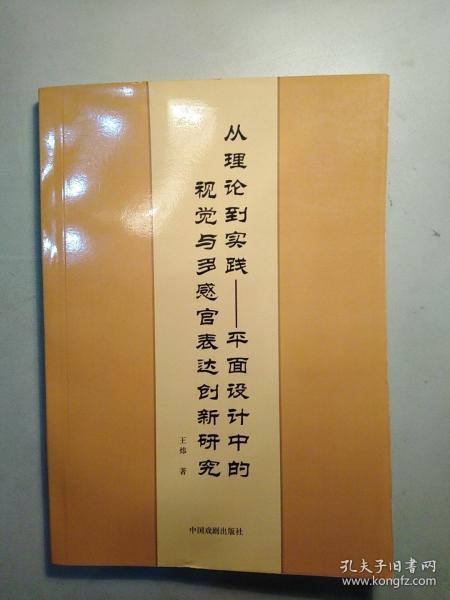 从理论到实践——平面设计中的
视觉与多感官表达创新研究
王炜 著
中国戏剧出版社
孔夫子旧书网
www.kongfz.com